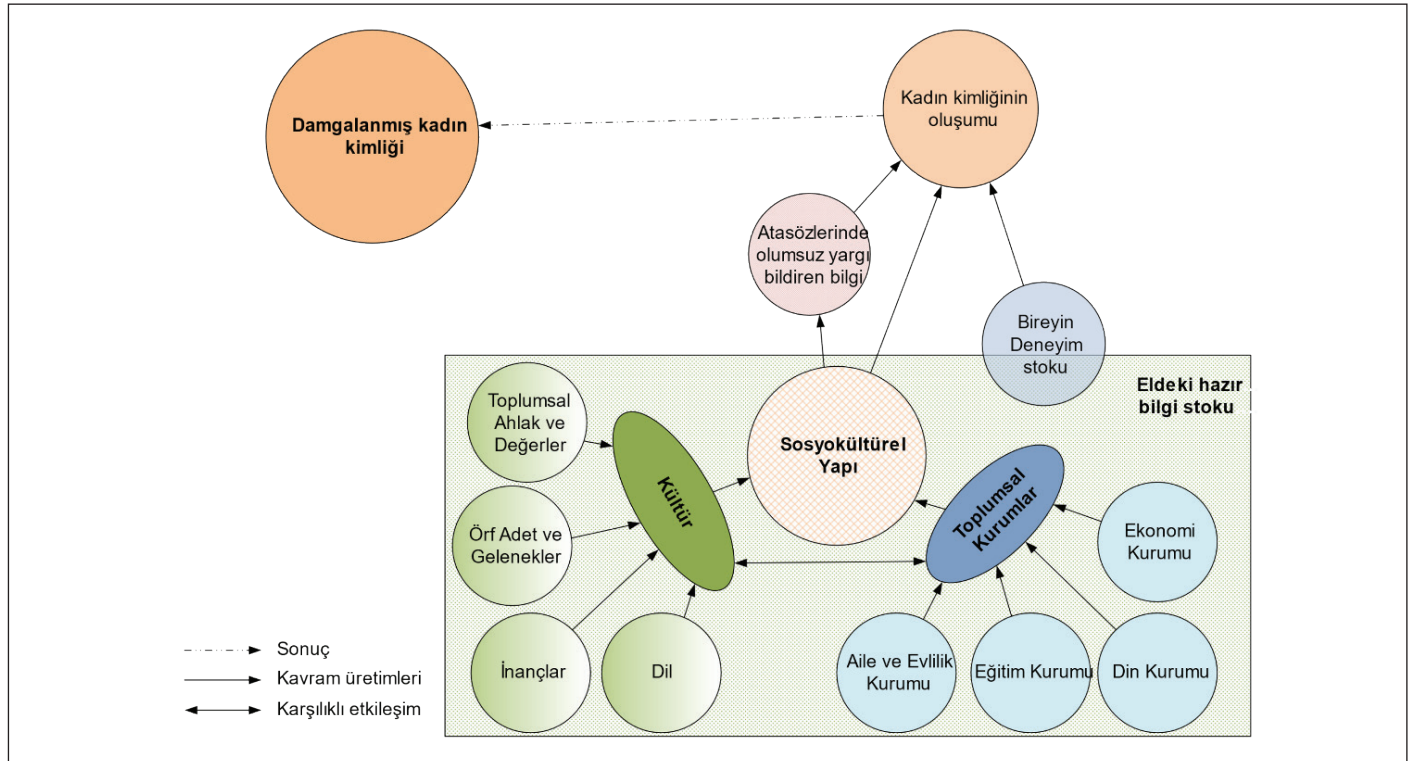 Damgalanmış kadın
kimliği
Kadın kimliğinin
oluşumu
Atasözlerinde
olumsuz yargı
bildiren bilgi
Bireyin
Deneyim
stoku
Eldeki hazır
bilgi stoku
Toplumsal
Ahlak ve
Değerler
Sosyokültürel
Yapı
Kültür
Toplumsal
Kurumlar
Örf Adet ve
Gelenekler
Ekonomi
Kurumu
İnançlar
Dil
Aile ve Evlilik
Kurumu
Eğitim Kurumu
Din Kurumu
Sonuç
Kavram üretimleri
Karşılıklı etkileşim